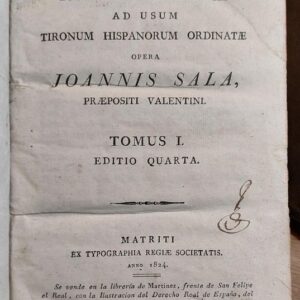 AD USUM
TIRONUM HISPANORUM ORDINATÆ
OPERA
JOANNIS SALA,
PRÆPOSITI VALENTINI.
TOMUS I.
EDITIO QUARTA.
MATRITI
EX TYPOGRAPHIA REGIÆ SOCIETATIS.
ANNO 1824.
Se vende en la librería de Martinez, frente de San Felipe
el Real, con la Ilustracion del Derecho Real de España, del